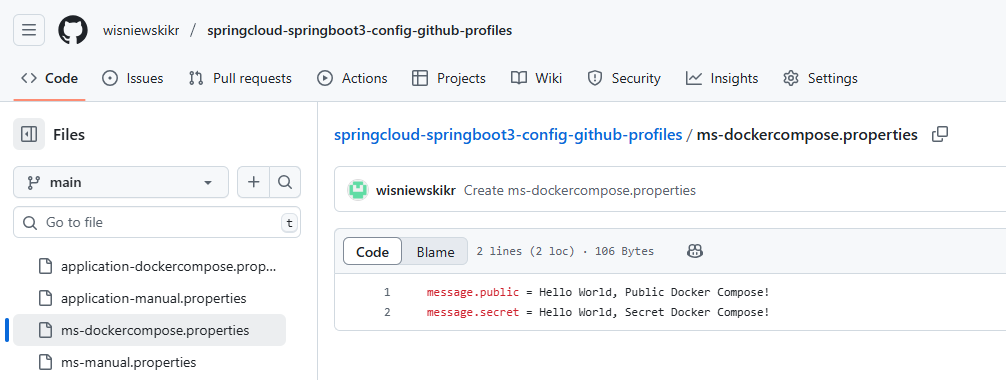 wisniewskikr / springcloud-springboot3-config-github-profiles
Code Issues Pull requests Actions Projects Wiki Security Insights Settings
Files
main
Go to file t
application-dockercompose.prop...
application-manual.properties
ms-dockercompose.properties
ms-manual.properties
springcloud-springboot3-config-github-profiles / ms-dockercompose.properties
wisniewskikr Create ms-dockercompose.properties
Code Blame 2 lines (2 loc) · 106 Bytes
1 message.public = Hello World, Public Docker Compose!
2 message.secret = Hello World, Secret Docker Compose!